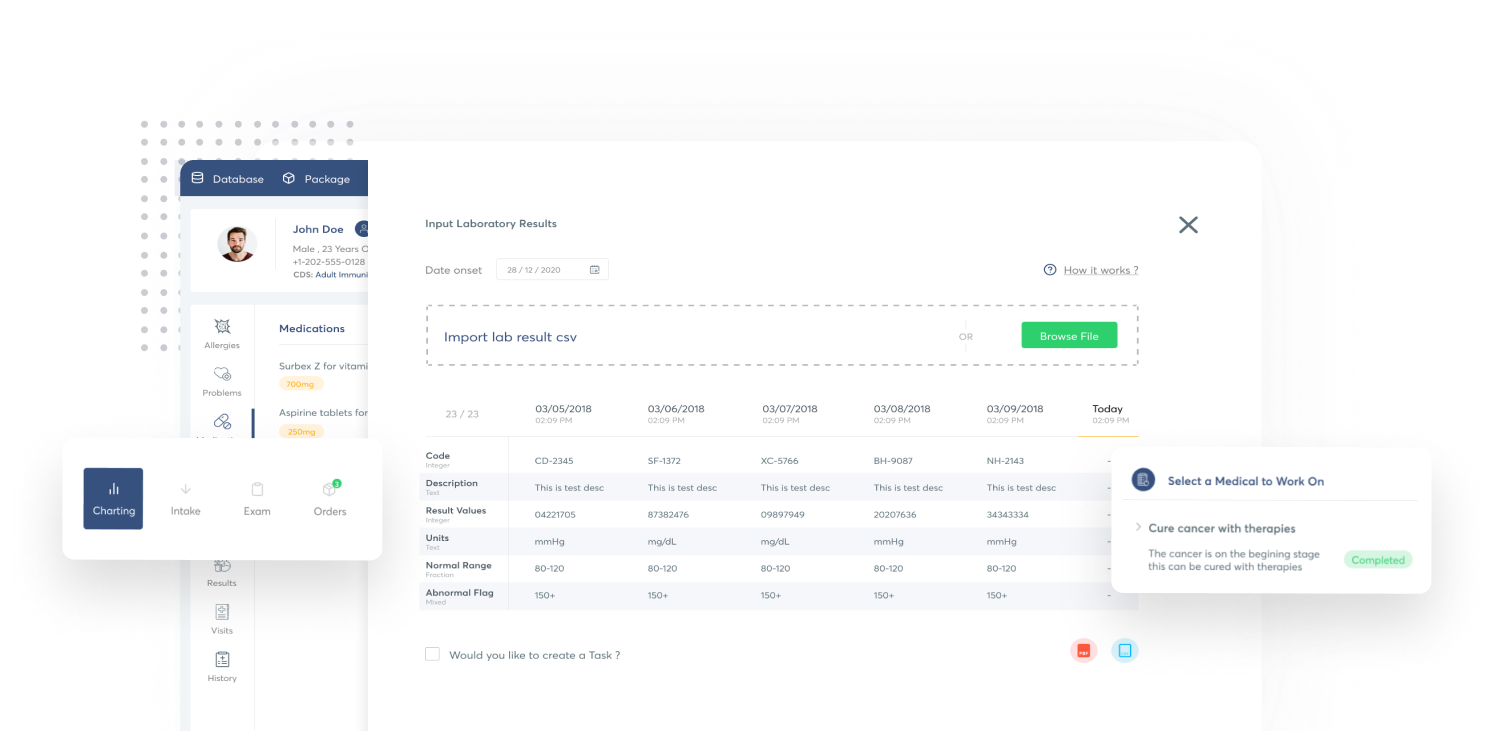 Database Package
John Doe
Male , 23 Years O
+1-202-555-0128
CDS: Adult Immuni
Allergies
Problems
Medications
Surbex Z for vitami
700mg
Aspirine tablets for
250mg
Charting Intake Exam Orders
Results
Visits
History
Input Laboratory Results
Date onset 28 / 12 / 2020
How it works ?
Import lab result csv OR Browse File
23 / 23 03/05/2018 03/06/2018 03/07/2018 03/08/2018 03/09/2018 Today
02:09 PM 02:09 PM 02:09 PM 02:09 PM 02:09 PM 02:09 PM
Code CD-2345 SF-1372 XC-5766 BH-9087 NH-2143 -
Integer
Description This is test desc This is test desc This is test desc This is test desc This is test desc -
Text
Result Values 04221705 87382476 09897949 20207636 34343334 -
Integer
Units mmHg mg/dL mg/dL mmHg mmHg -
Text
Normal Range 80-120 80-120 80-120 80-120 80-120 -
Fraction
Abnormal Flag 150+ 150+ 150+ 150+ 150+ -
Mixed
Would you like to create a Task ?
PDF
Select a Medical to Work On
Cure cancer with therapies
The cancer is on the begining stage
this can be cured with therapies
Completed